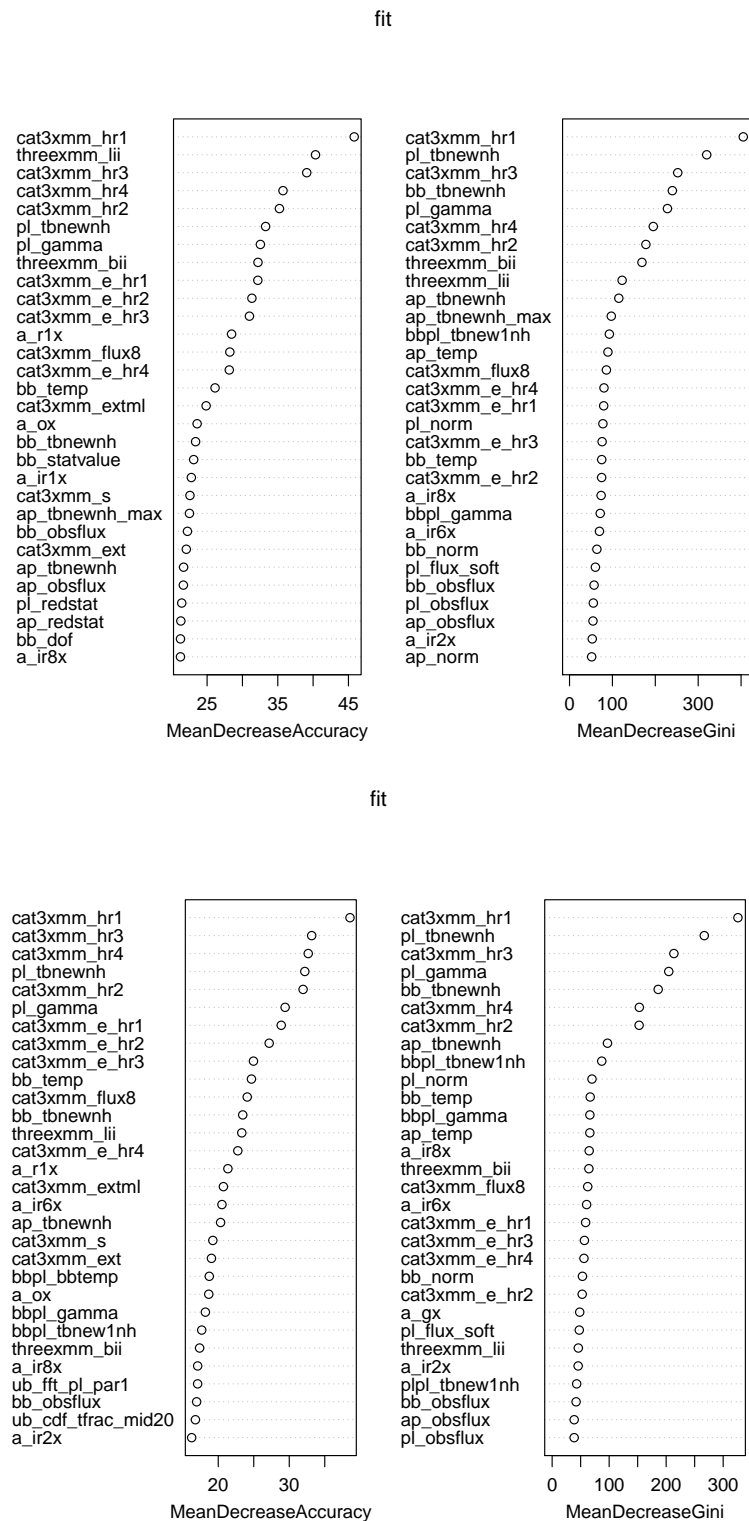 fit
cat3xmm_hr1
threexmm_lii
cat3xmm_hr3
cat3xmm_hr4
cat3xmm_hr2
pl_tbnewnh
pl_gamma
threexmm_bii
cat3xmm_e_hr1
cat3xmm_e_hr2
cat3xmm_e_hr3
a_r1x
cat3xmm_flux8
cat3xmm_e_hr4
bb_temp
cat3xmm_extml
a_ox
bb_tbnewnh
bb_statvalue
a_ir1x
cat3xmm_s
ap_tbnewnh_max
bb_obsflux
cat3xmm_ext
ap_tbnewnh
ap_obsflux
pl_redstat
ap_redstat
bb_dof
a_ir8x
25 35 45
MeanDecreaseAccuracy
cat3xmm_hr1
pl_tbnewnh
cat3xmm_hr3
bb_tbnewnh
pl_gamma
cat3xmm_hr4
cat3xmm_hr2
threexmm_bii
threexmm_lii
ap_tbnewnh
ap_tbnewnh_max
bbpl_tbnew1nh
ap_temp
cat3xmm_flux8
cat3xmm_e_hr4
cat3xmm_e_hr1
pl_norm
cat3xmm_e_hr3
bb_temp
cat3xmm_e_hr2
a_ir8x
bbpl_gamma
a_ir6x
bb_norm
pl_flux_soft
bb_obsflux
pl_obsflux
ap_obsflux
a_ir2x
ap_norm
0 100 300
MeanDecreaseGini
fit
cat3xmm_hr1
cat3xmm_hr3
cat3xmm_hr4
pl_tbnewnh
cat3xmm_hr2
pl_gamma
cat3xmm_e_hr1
cat3xmm_e_hr2
cat3xmm_e_hr3
bb_temp
cat3xmm_flux8
bb_tbnewnh
threexmm_lii
cat3xmm_e_hr4
a_r1x
cat3xmm_extml
a_ir6x
ap_tbnewnh
cat3xmm_s
cat3xmm_ext
bbpl_bbtemp
a_ox
bbpl_gamma
bbpl_tbnew1nh
threexmm_bii
a_ir8x
ub_fft_pl_par1
bb_obsflux
ub_cdf_tfrac_mid20
a_ir2x
20 30
MeanDecreaseAccuracy
cat3xmm_hr1
pl_tbnewnh
cat3xmm_hr3
pl_gamma
bb_tbnewnh
cat3xmm_hr4
cat3xmm_hr2
ap_tbnewnh
bbpl_tbnew1nh
pl_norm
bb_temp
bbpl_gamma
ap_temp
a_ir8x
threexmm_bii
cat3xmm_flux8
a_ir6x
cat3xmm_e_hr1
cat3xmm_e_hr3
cat3xmm_e_hr4
bb_norm
cat3xmm_e_hr2
a_gx
pl_flux_soft
threexmm_lii
a_ir2x
plpl_tbnew1nh
bb_obsflux
ap_obsflux
pl_obsflux
0 100 200 300
MeanDecreaseGini